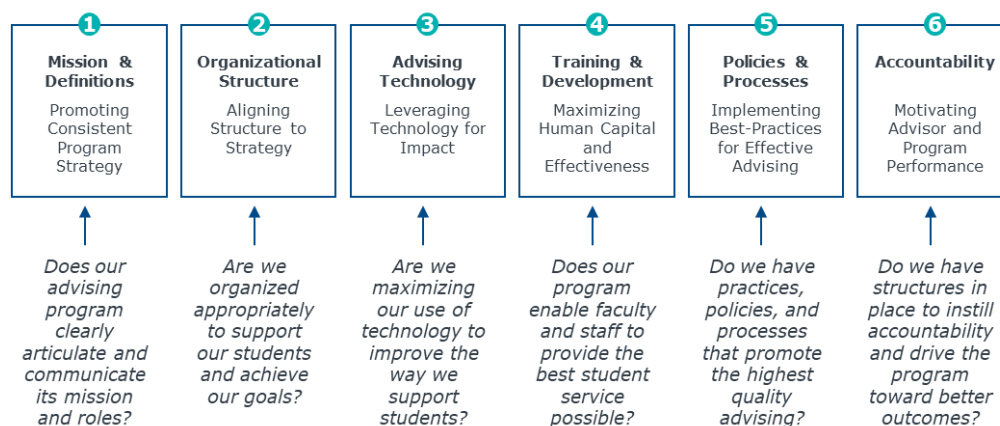 1
Mission &
Definitions
Promoting
Consistent
Program
Strategy
2
Organizational
Structure
Aligning
Structure to
Strategy
3
Advising
Technology
Leveraging
Technology for
Impact
4
Training &
Development
Maximizing
Human Capital
and
Effectiveness
5
Policies &
Processes
Implementing
Best-Practices
for Effective
Advising
6
Accountability
Motivating
Advisor and
Program
Performance
Does our
advising
program
clearly
articulate and
communicate
its mission
and roles?
Are we
organized
appropriately
to support
our students
and achieve
our goals?
Are we
maximizing
our use of
technology to
improve the
way we
support
students?
Does our
program
enable faculty
and staff to
provide the
best student
service
possible?
Do we have
practices,
policies, and
processes
that promote
the highest
quality
advising?
Do we have
structures in
place to instill
accountability
and drive the
program
toward better
outcomes?